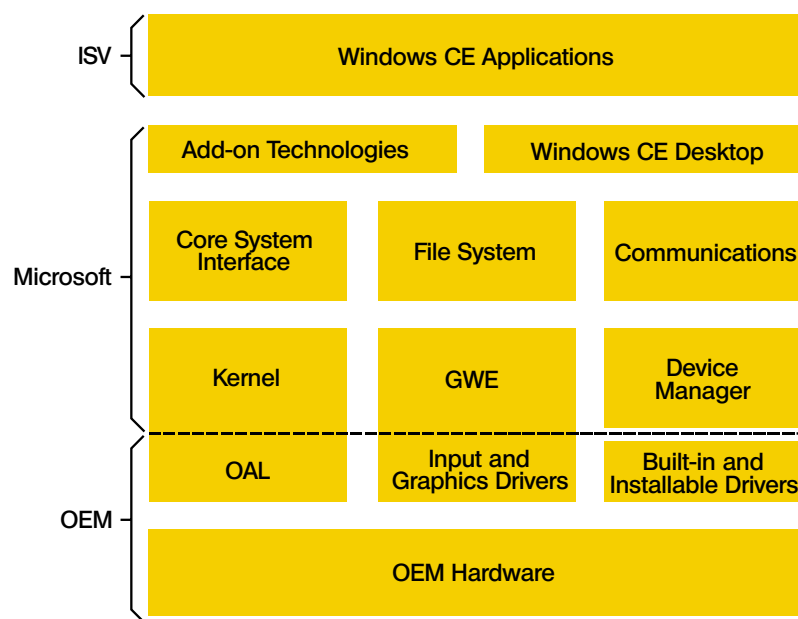 ISV
Windows CE Applications
Microsoft
Add-on Technologies
Windows CE Desktop
Core System
Interface
File System
Communications
Kernel
GWE
Device
Manager
OEM
OAL
Input and
Graphics Drivers
Built-in and
Installable Drivers
OEM Hardware